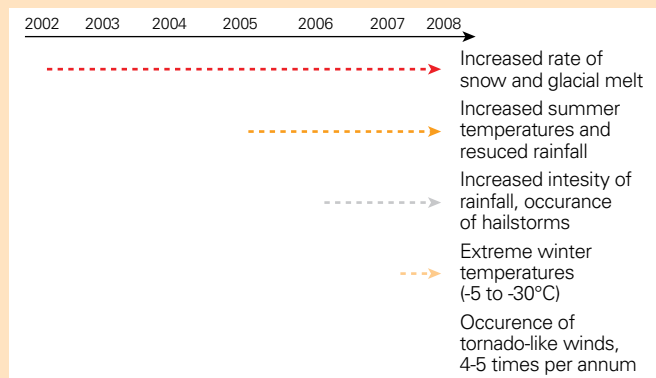 2002 2003 2004 2005 2006 2007 2008
Increased rate of
snow and glacial melt
Increased summer
temperatures and
resuced rainfall
Increased intesity of
rainfall, occurance
of hailstorms
Extreme winter
temperatures
(-5 to -30°C)
Occurence of
tornado-like winds,
4-5 times per annum